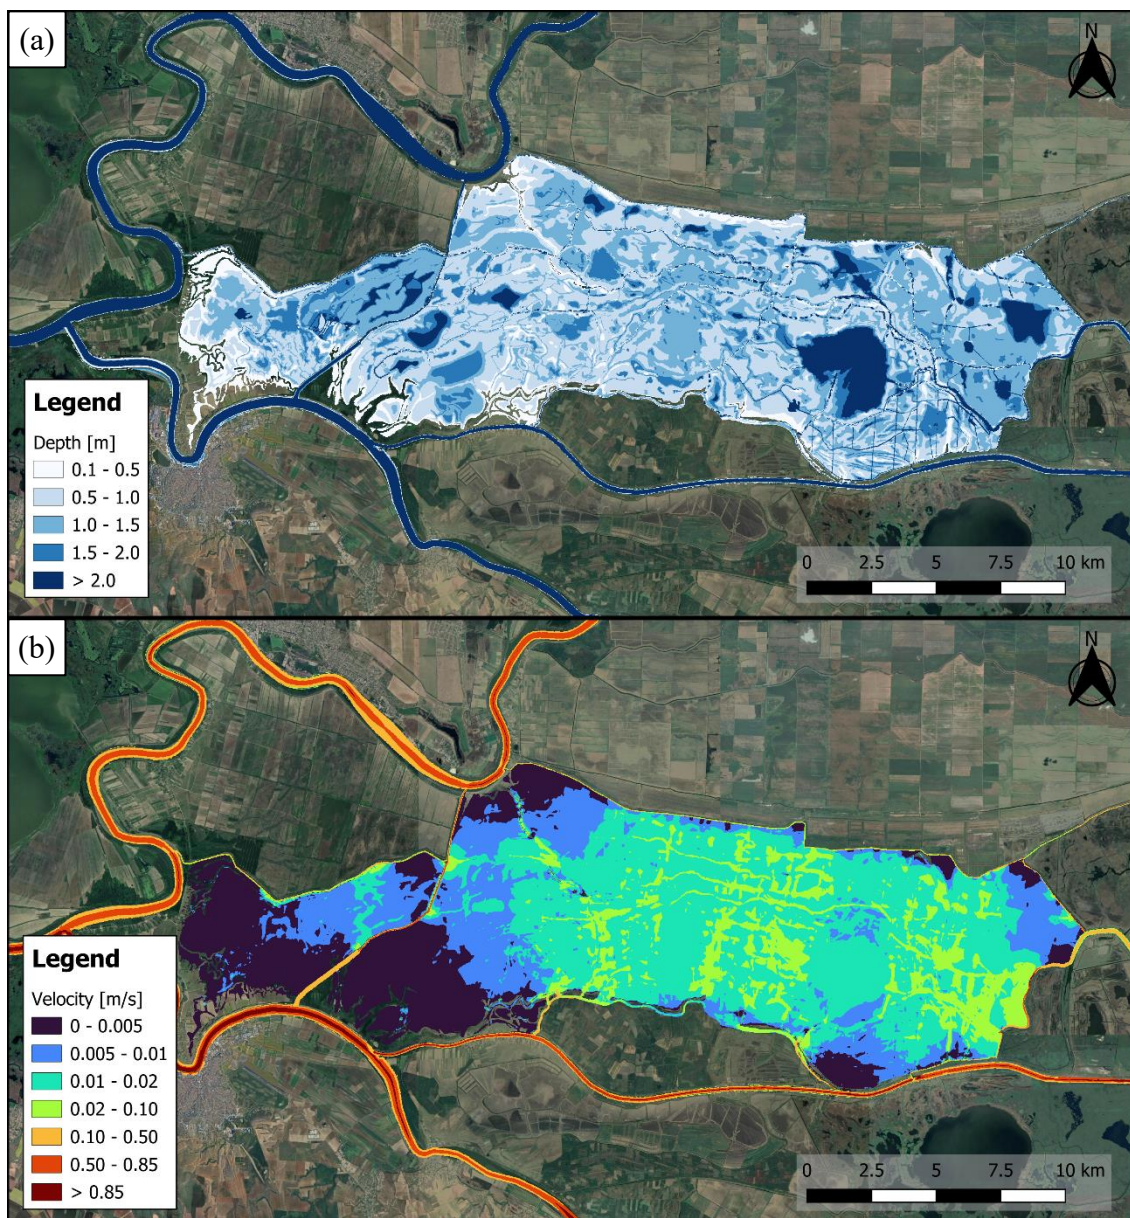 (a)
N
Legend
Depth [m]
0.1 - 0.5
0.5 - 1.0
1.0 - 1.5
1.5 - 2.0
> 2.0
0 2.5 5 7.5 10 km
(b)
N
Legend
Velocity [m/s]
0 - 0.005
0.005 - 0.01
0.01 - 0.02
0.02 - 0.10
0.10 - 0.50
0.50 - 0.85
> 0.85
0 2.5 5 7.5 10 km